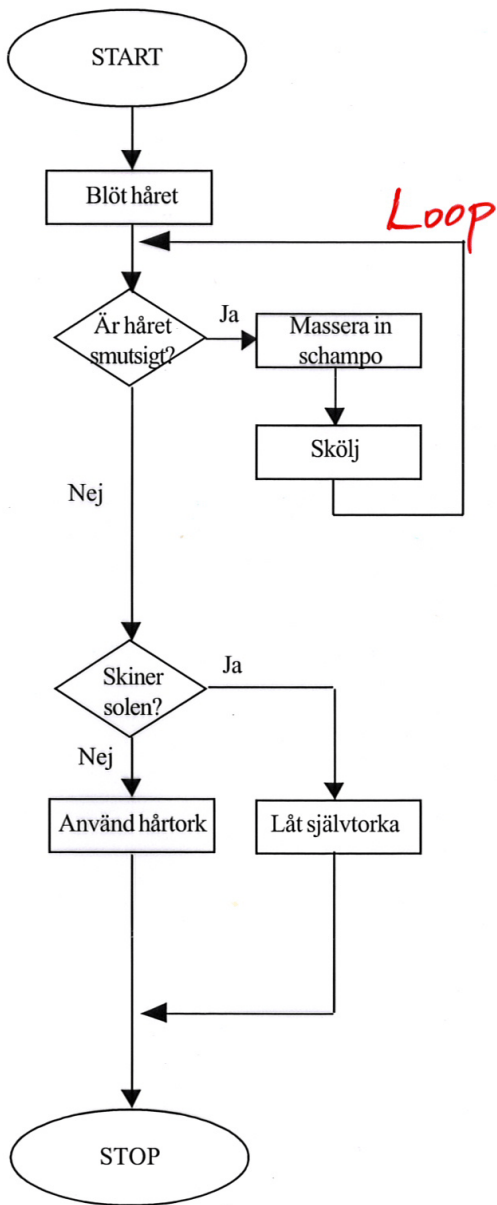 START
Blöt håret
Loop
Är håret
smutsigt?
Ja
Massera in
schampo
Skölj
Nej
Skiner
solen?
Ja
Nej
Använd hårtork
Låt självtorka
STOP